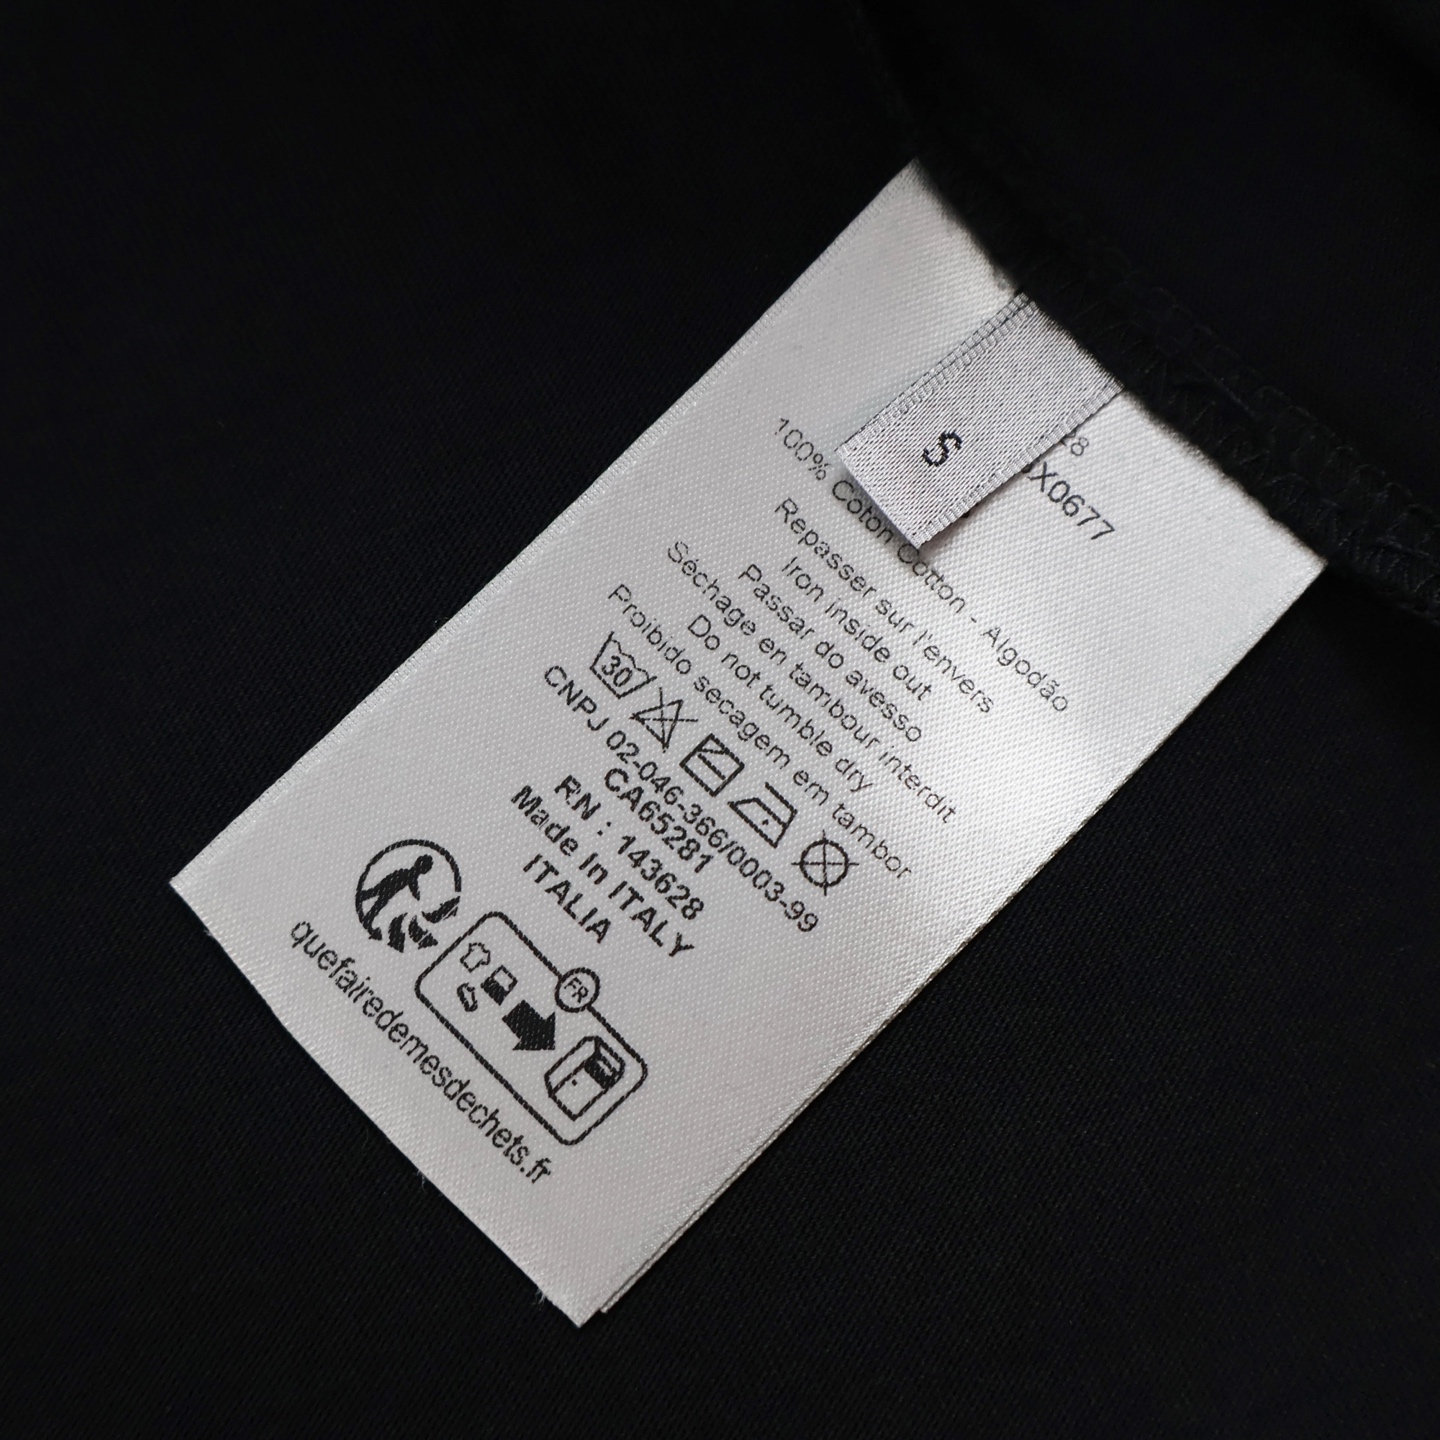 S
28
X0677
100% Coton Cotton - Algodão
Repasser sur l'envers
Iron inside out
Passar do avesso
Séchage en tambour interdit
Do not tumble dry
Proibido secagem em tambor
30
CNPJ 02-046-366/0003-99
CA65281
RN : 143628
Made In ITALY
ITALIA
FR
quefairedemesdechets.fr